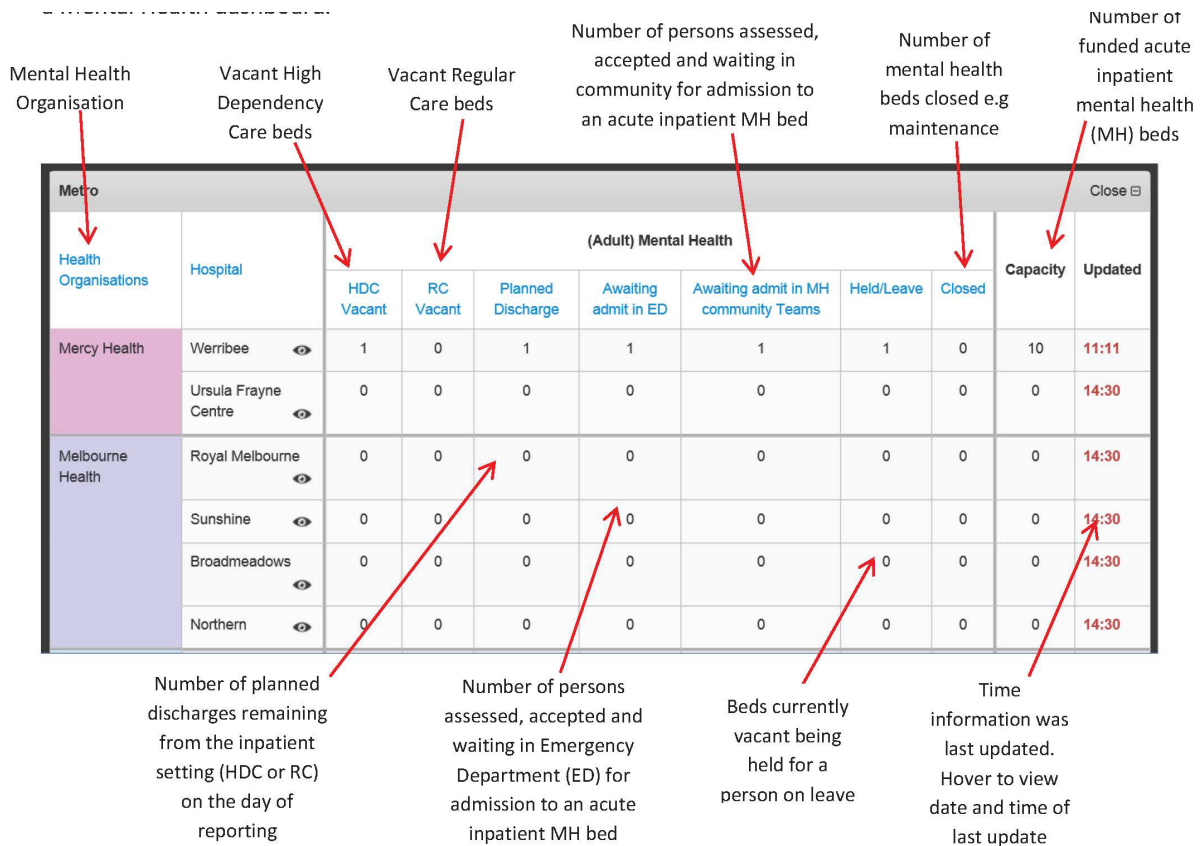 a Mental Health dashboard.
Mental Health
Organisation
Vacant High
Dependency
Care beds
Vacant Regular
Care beds
Number of persons assessed,
accepted and waiting in
community for admission to
an acute inpatient MH bed
Number of
mental health
beds closed e.g
maintenance
Number of
funded acute
inpatient
mental health
(MH) beds
Metro Close
Health
Organisations
Hospital
(Adult) Mental Health
HDC
Vacant
RC
Vacant
Planned
Discharge
Awaiting
admit in ED
Awaiting admit in MH
community Teams
Held/Leave
Closed
Capacity
Updated
Mercy Health Werribee 1 0 1 1 1 1 0 10 11:11
Ursula Frayne 0 0 0 0 0 0 0 0 14:30
Centre
Melbourne Royal Melbourne 0 0 0 0 0 0 0 0 14:30
Health
Sunshine 0 0 0 0 0 0 0 0 14:30
Broadmeadows 0 0 0 0 0 0 0 0 14:30
Northern 0 0 0 0 0 0 0 0 14:30
Number of planned
discharges remaining
from the inpatient
setting (HDC or RC)
on the day of
reporting
Number of persons
assessed, accepted and
waiting in Emergency
Department (ED) for
admission to an acute
inpatient MH bed
Beds currently
vacant being
held for a
person on leave
Time
information was
last updated.
Hover to view
date and time of
last update